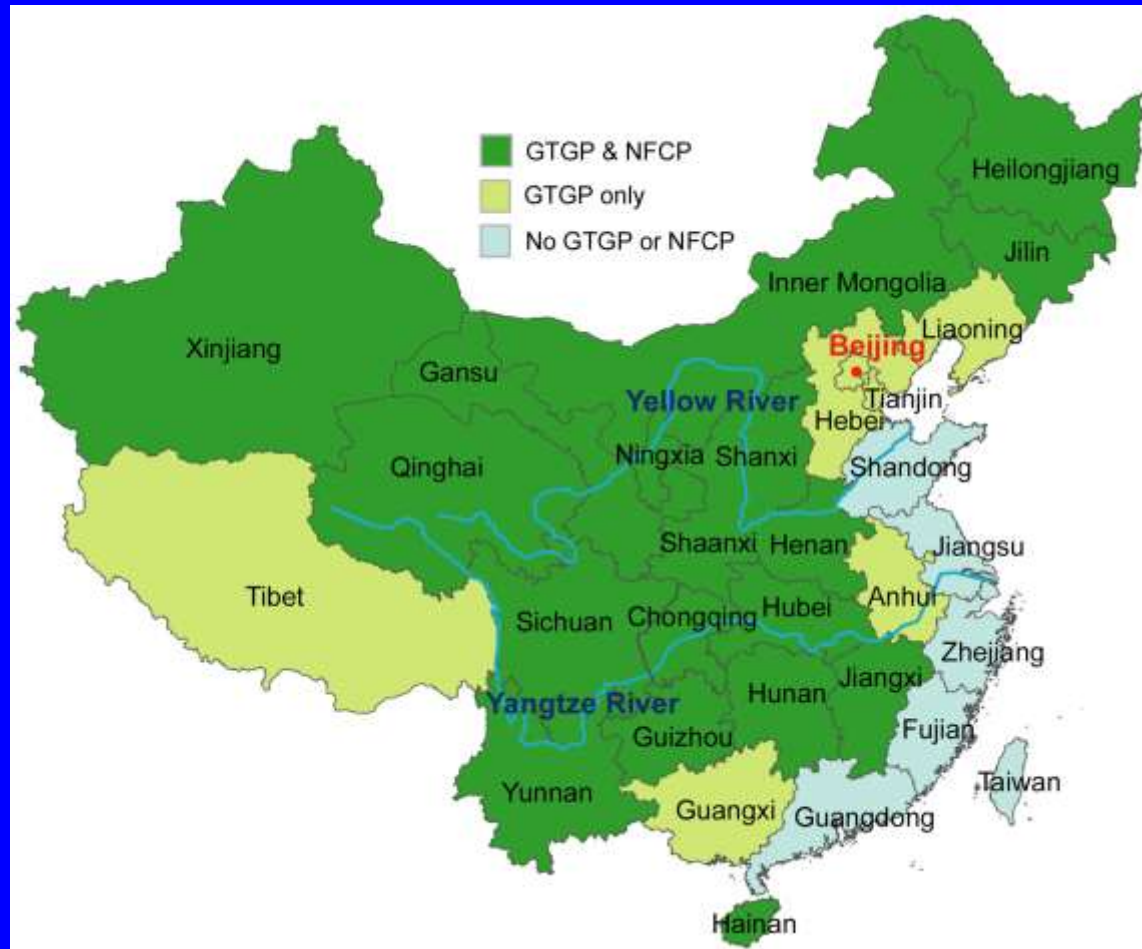 GTGP & NFCP
GTGP only
No GTGP or NFCP
Heilongjiang
Jilin
Inner Mongolia
Liaoning
Beijing
Xinjiang
Gansu
Tianjin
Yellow River
Hebei
Qinghai
Ningxia
Shanxi
Shandong
Shaanxi
Henan
Jiangsu
Tibet
Anhui
Sichuan
Chongqing
Hubei
Zhejiang
Jiangxi
Hunan
Yangtze River
Fujian
Guizhou
Taiwan
Yunnan
Guangxi
Guangdong
Hainan